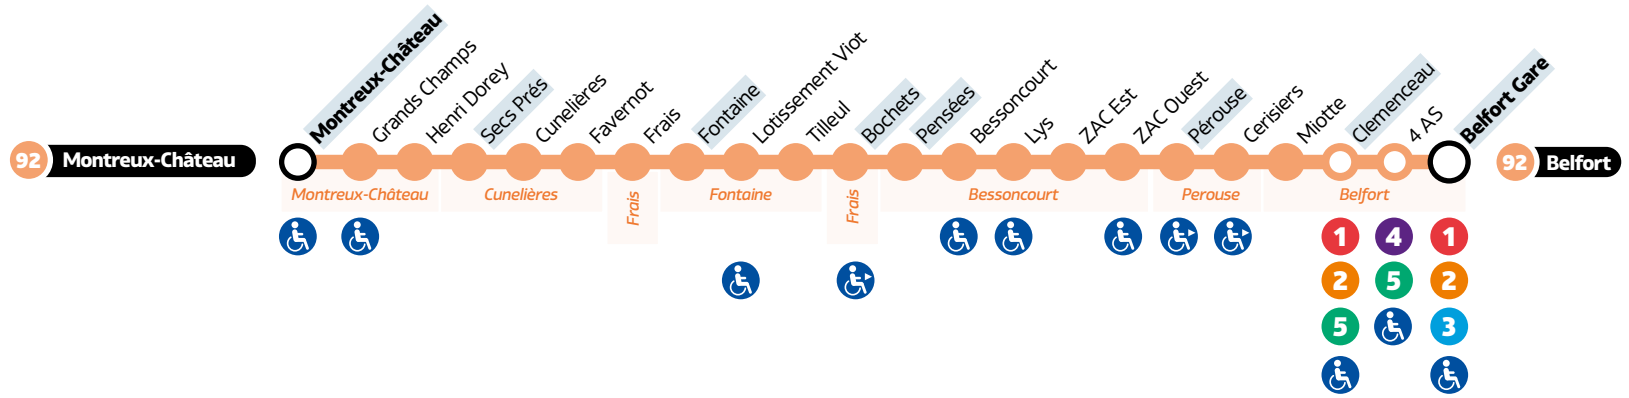 92 Montreux-Château
Montreux-Château
Grands Champs
Henri Dorey
Secs Prés
Cunelières
Favernot
Frais
Fontaine
Lotissement Viot
Tilleul
Bochets
Pensées
Bessoncourt
Lys
ZAC Est
ZAC Ouest
Pérouse
Cerisiers
Miotte
Clemenceau
4 AS
Belfort Gare
92 Belfort
Montreux-Château
Cunelières
Frais
Fontaine
Frais
Bessoncourt
Perouse
Belfort
1 4 1
2 5 2
5 3